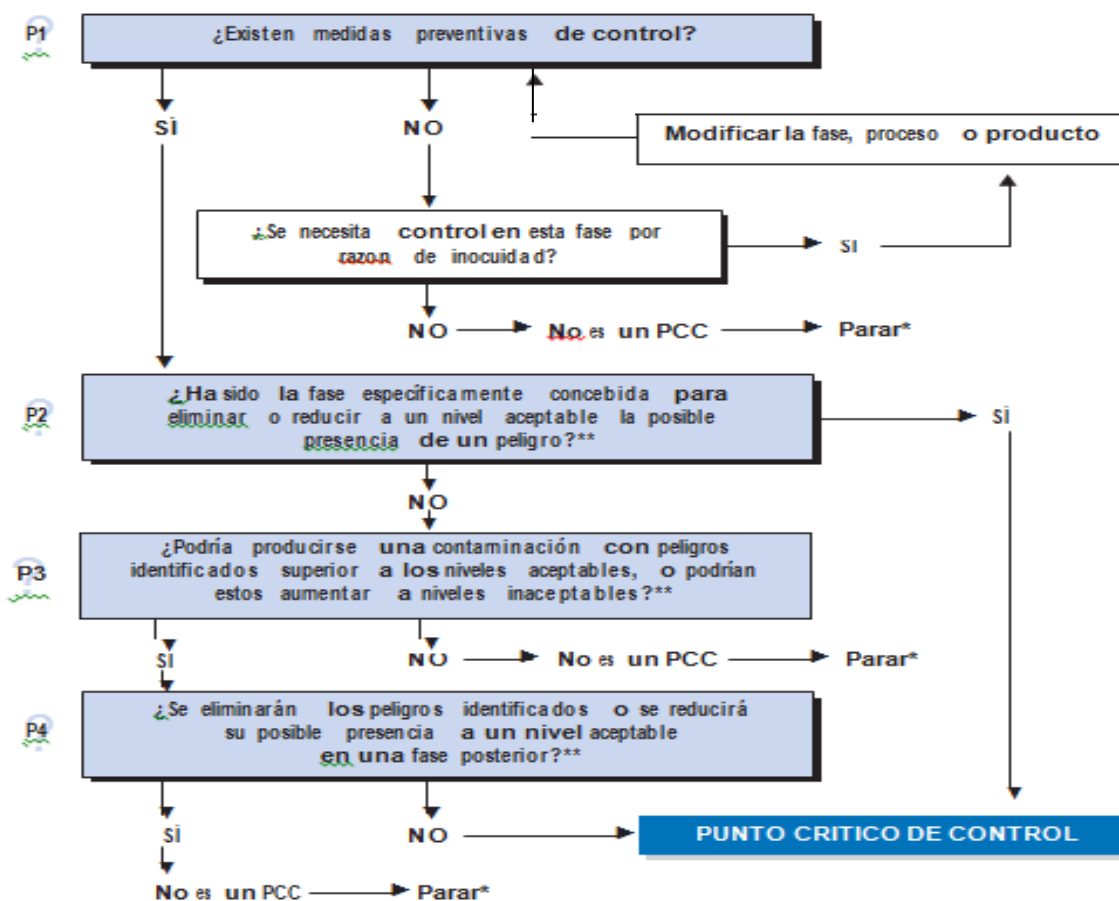 P1
¿Existen medidas preventivas de control?
SÌ
NO
Modificar la fase, proceso o producto
¿Se necesita control en esta fase por
razon de inocuidad?
SI
NO
No es un PCC
Parar*
P2
¿Ha sido la fase específicamente concebida para
eliminar o reducir a un nivel aceptable la posible
presencia de un peligro?**
SÌ
NO
P3
¿Podría producirse una contaminación con peligros
identificados superior a los niveles aceptables, o podrían
estos aumentar a niveles inaceptables?**
SÌ
NO
No es un PCC
Parar*
P4
¿Se eliminarán los peligros identificados o se reducirá
su posible presencia a un nivel aceptable
en una fase posterior?**
SÌ
NO
PUNTO CRITICO DE CONTROL
No es un PCC
Parar*